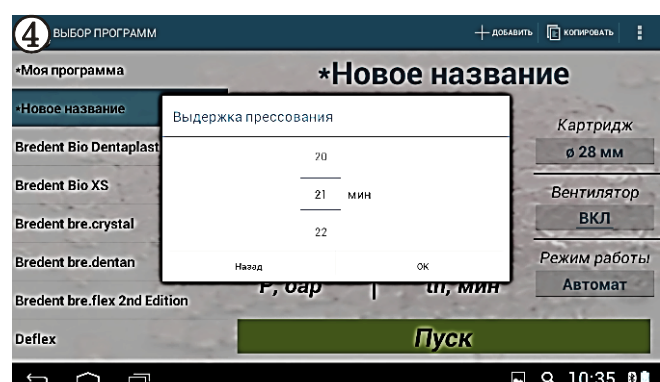 4
ВЫБОР ПРОГРАММ
ДОБАВИТЬ
КОПИРОВАТЬ
*Моя программа
*Новое название
*Новое название
Bredent Bio Dentaplast
Bredent Bio XS
Bredent bre.crystal
Bredent bre.dentan
Bredent bre.flex 2nd Edition
Deflex
Выдержка прессования
20
21 мин
22
Назад
ОК
Картридж
ø 28 мм
Вентилятор
ВКЛ
Режим работы
Автомат
P, бар
th, мин
Пуск
10:35